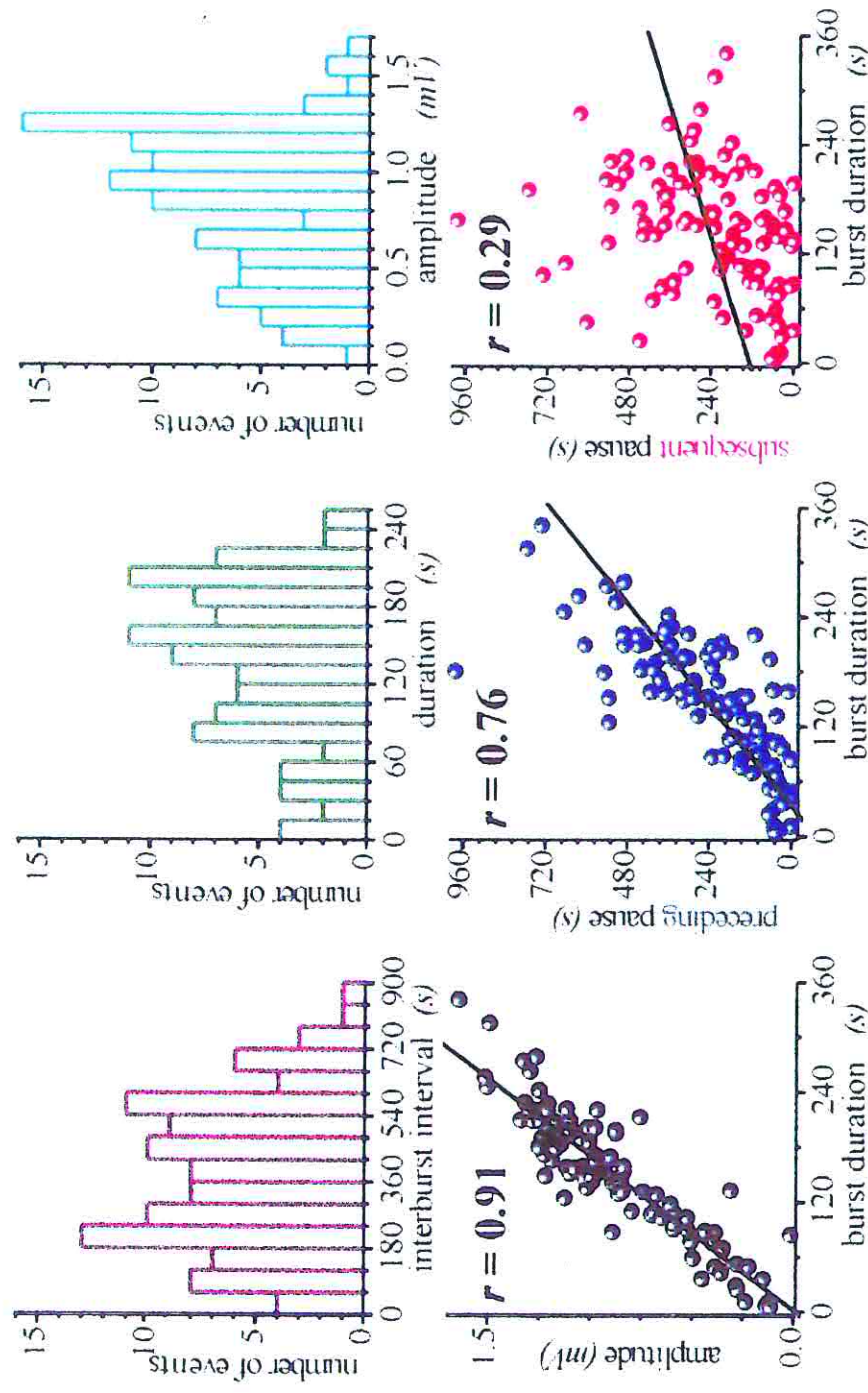 15
10
5
0
number of events
0 180 360 540 720 900
interburst interval (s)
15
10
5
0
number of events
0 60 120 180 240
duration (s)
15
10
5
0
number of events
0.0 0.5 1.0 1.5
amplitude (mV)
r = 0.91
1.5
0.0
amplitude (mV)
0 120 240 360
burst duration (s)
r = 0.76
960
720
480
240
0
preceding pause (s)
0 120 240 360
burst duration (s)
r = 0.29
960
720
480
240
0
subsequent pause (s)
0 120 240 360
burst duration (s)